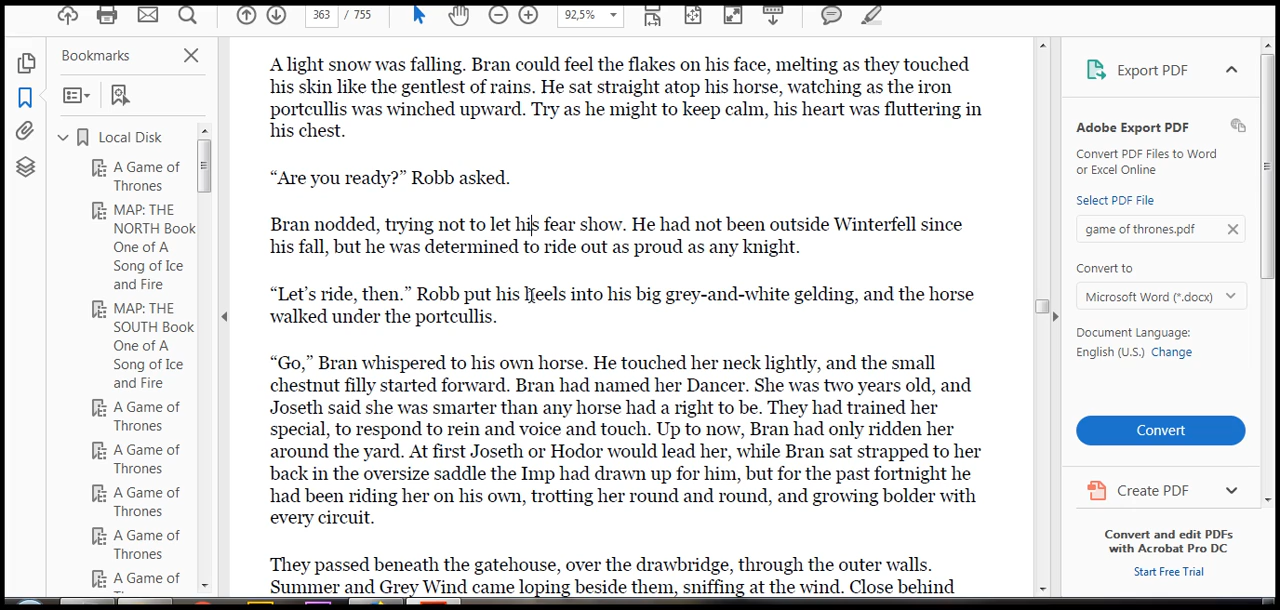 363 / 755
92,5%
Bookmarks
Local Disk
A Game of
Thrones
MAP: THE
NORTH Book
One of A
Song of Ice
and Fire
MAP: THE
SOUTH Book
One of A
Song of Ice
and Fire
A Game of
Thrones
A Game of
Thrones
A Game of
Thrones
A Game of
Thrones
A Game of
A light snow was falling. Bran could feel the flakes on his face, melting as they touched
his skin like the gentlest of rains. He sat straight atop his horse, watching as the iron
portcullis was winched upward. Try as he might to keep calm, his heart was fluttering in
his chest.
“Are you ready?” Robb asked.
Bran nodded, trying not to let his fear show. He had not been outside Winterfell since
his fall, but he was determined to ride out as proud as any knight.
“Let’s ride, then.” Robb put his heels into his big grey-and-white gelding, and the horse
walked under the portcullis.
“Go,” Bran whispered to his own horse. He touched her neck lightly, and the small
chestnut filly started forward. Bran had named her Dancer. She was two years old, and
Joseth said she was smarter than any horse had a right to be. They had trained her
special, to respond to rein and voice and touch. Up to now, Bran had only ridden her
around the yard. At first Joseth or Hodor would lead her, while Bran sat strapped to her
back in the oversize saddle the Imp had drawn up for him, but for the past fortnight he
had been riding her on his own, trotting her round and round, and growing bolder with
every circuit.
They passed beneath the gatehouse, over the drawbridge, through the outer walls.
Summer and Grey Wind came loping beside them, sniffing at the wind. Close behind
Export PDF
Adobe Export PDF
Convert PDF Files to Word
or Excel Online
Select PDF File
game of thrones.pdf
Convert to
Microsoft Word (*.docx)
Document Language:
English (U.S.) Change
Convert
Create PDF
Convert and edit PDFs
with Acrobat Pro DC
Start Free Trial